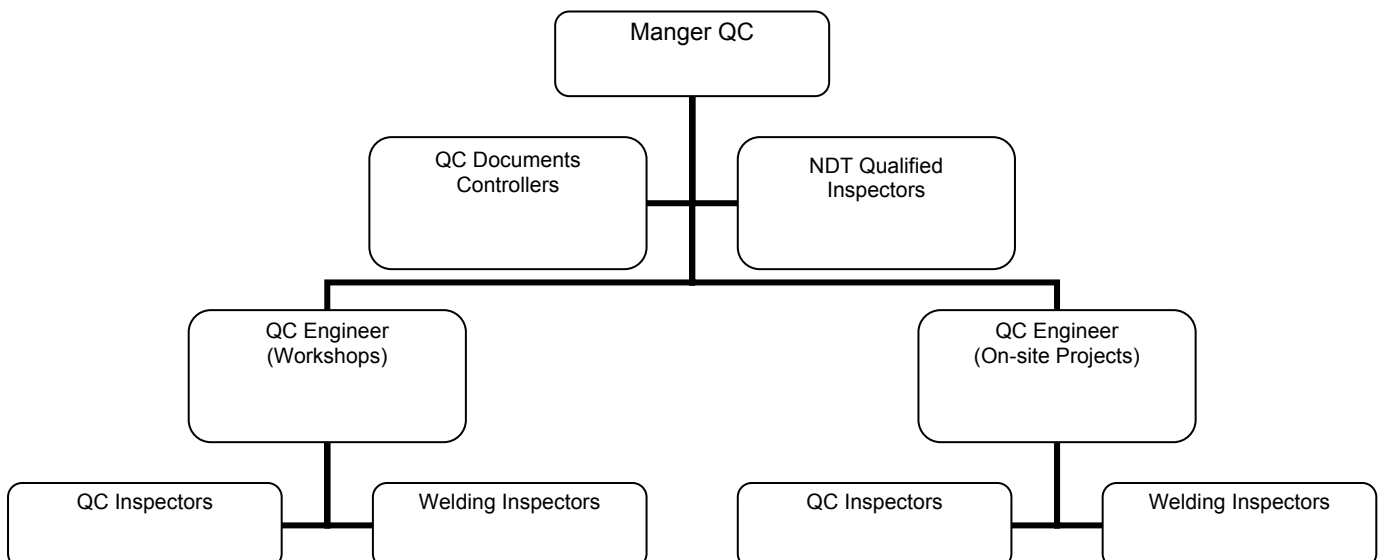 Manger QC
QC Documents
Controllers
NDT Qualified
Inspectors
QC Engineer
(Workshops)
QC Engineer
(On-site Projects)
QC Inspectors
Welding Inspectors
QC Inspectors
Welding Inspectors